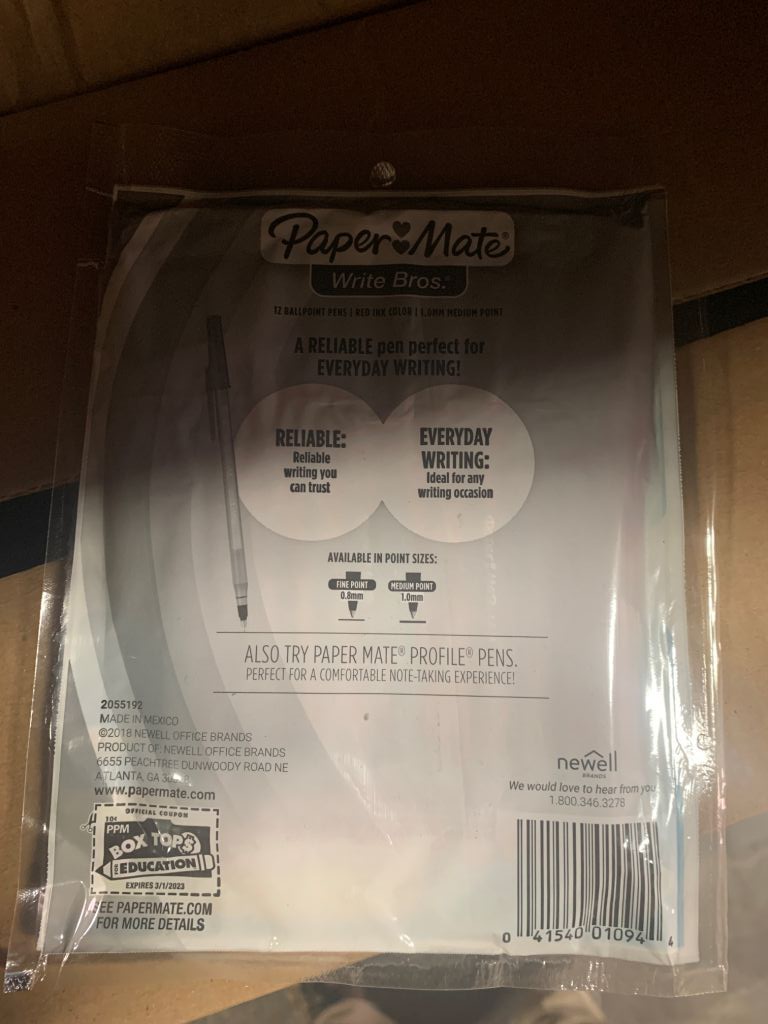 Paper Mate®
Write Bros.®
12 BALLPOINT PENS | RED INK COLOR | 1.0MM MEDIUM POINT
A RELIABLE pen perfect for
EVERYDAY WRITING!
RELIABLE:
Reliable
writing you
can trust
EVERYDAY
WRITING:
Ideal for any
writing occasion
AVAILABLE IN POINT SIZES:
FINE POINT
0.8mm
MEDIUM POINT
1.0mm
ALSO TRY PAPER MATE® PROFILE® PENS.
PERFECT FOR A COMFORTABLE NOTE-TAKING EXPERIENCE!
2055192
MADE IN MEXICO
©2018 NEWELL OFFICE BRANDS
PRODUCT OF: NEWELL OFFICE BRANDS
6655 PEACHTREE DUNWOODY ROAD NE
ATLANTA, GA
www.papermate.com
OFFICIAL COUPON
10¢
PPM
BOX TOPS
FOR EDUCATION
EXPIRES 3/1/2023
SEE PAPERMATE.COM
FOR MORE DETAILS
newell
BRANDS
We would love to hear from you
1.800.346.3278
0 41540 01094 4